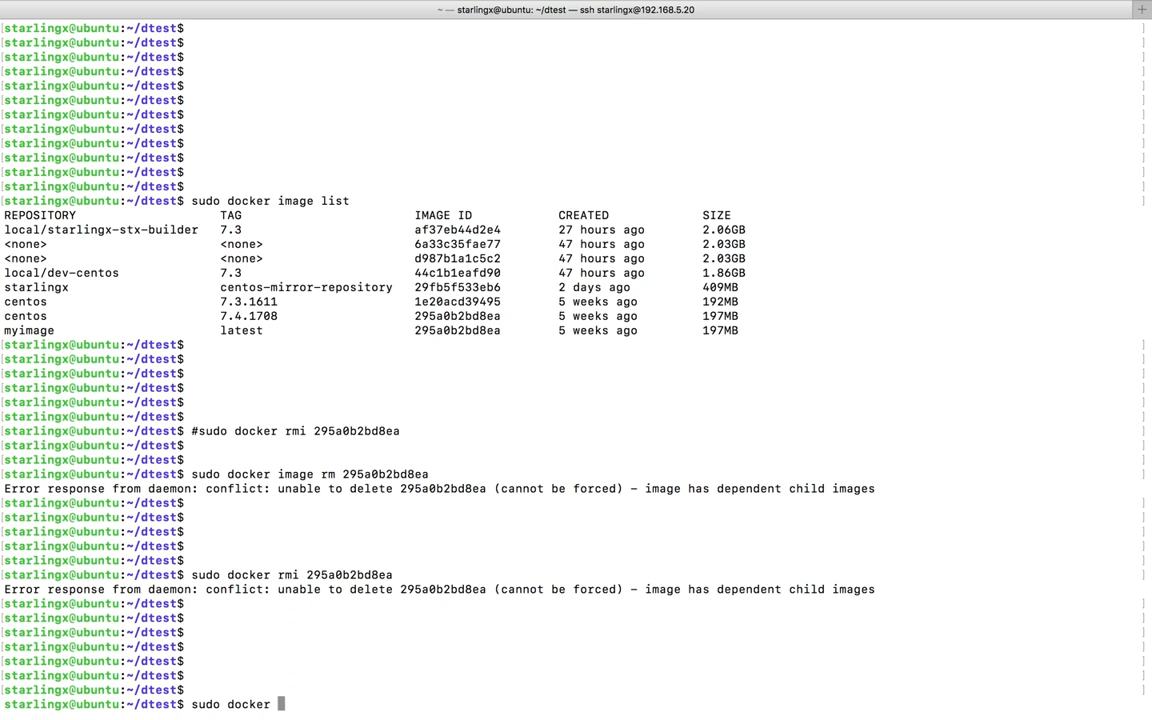 ~ — starlingx@ubuntu: ~/dtest — ssh starlingx@192.168.5.20
starlingx@ubuntu:~/dtest$
starlingx@ubuntu:~/dtest$
starlingx@ubuntu:~/dtest$
starlingx@ubuntu:~/dtest$
starlingx@ubuntu:~/dtest$
starlingx@ubuntu:~/dtest$
starlingx@ubuntu:~/dtest$
starlingx@ubuntu:~/dtest$
starlingx@ubuntu:~/dtest$
starlingx@ubuntu:~/dtest$
starlingx@ubuntu:~/dtest$
starlingx@ubuntu:~/dtest$
starlingx@ubuntu:~/dtest$ sudo docker image list
REPOSITORY TAG IMAGE ID CREATED SIZE
local/starlingx-stx-builder 7.3 af37eb44d2e4 27 hours ago 2.06GB
<none> <none> 6a33c35fae77 47 hours ago 2.03GB
<none> <none> d987b1a1c5c2 47 hours ago 2.03GB
local/dev-centos 7.3 44c1b1eafd90 47 hours ago 1.86GB
starlingx centos-mirror-repository 29fb5f533eb6 2 days ago 409MB
centos 7.3.1611 1e20acd39495 5 weeks ago 192MB
centos 7.4.1708 295a0b2bd8ea 5 weeks ago 197MB
myimage latest 295a0b2bd8ea 5 weeks ago 197MB
starlingx@ubuntu:~/dtest$
starlingx@ubuntu:~/dtest$
starlingx@ubuntu:~/dtest$
starlingx@ubuntu:~/dtest$
starlingx@ubuntu:~/dtest$
starlingx@ubuntu:~/dtest$
starlingx@ubuntu:~/dtest$ #sudo docker rmi 295a0b2bd8ea
starlingx@ubuntu:~/dtest$
starlingx@ubuntu:~/dtest$
starlingx@ubuntu:~/dtest$ sudo docker image rm 295a0b2bd8ea
Error response from daemon: conflict: unable to delete 295a0b2bd8ea (cannot be forced) - image has dependent child images
starlingx@ubuntu:~/dtest$
starlingx@ubuntu:~/dtest$
starlingx@ubuntu:~/dtest$
starlingx@ubuntu:~/dtest$
starlingx@ubuntu:~/dtest$
starlingx@ubuntu:~/dtest$ sudo docker rmi 295a0b2bd8ea
Error response from daemon: conflict: unable to delete 295a0b2bd8ea (cannot be forced) - image has dependent child images
starlingx@ubuntu:~/dtest$
starlingx@ubuntu:~/dtest$
starlingx@ubuntu:~/dtest$
starlingx@ubuntu:~/dtest$
starlingx@ubuntu:~/dtest$
starlingx@ubuntu:~/dtest$
starlingx@ubuntu:~/dtest$
starlingx@ubuntu:~/dtest$ sudo docker